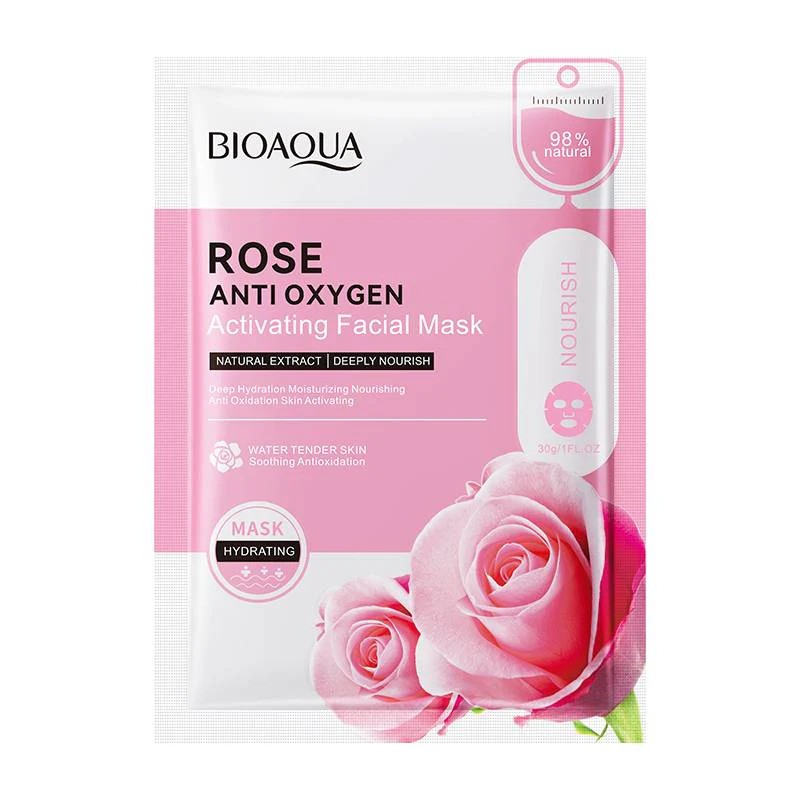 BIOAQUA
98%
natural
ROSE
ANTI OXYGEN
Activating Facial Mask
NATURAL EXTRACT | DEEPLY NOURISH
Deep Hydration Moisturizing Nourishing
Anti Oxidation Skin Activating
WATER TENDER SKIN
Soothing Antioxidation
NOURISH
30g/1FL.OZ
MASK
HYDRATING